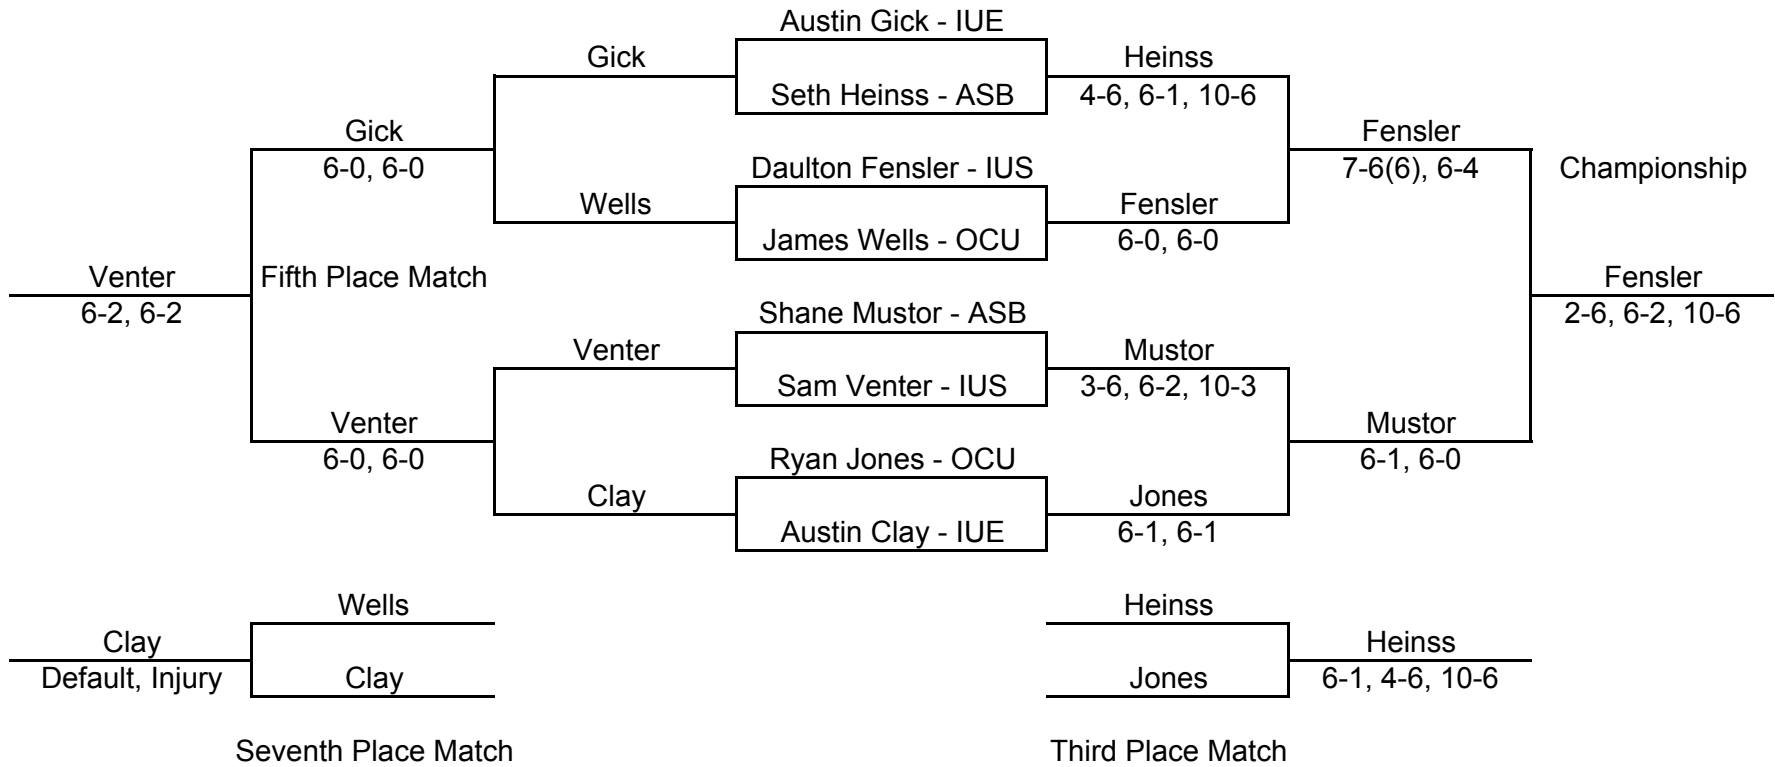 Austin Gick - IUE
Gick
Heinss
Seth Heinss - ASB
4-6, 6-1, 10-6
Gick
Fensler
6-0, 6-0
Daulton Fensler - IUS
7-6(6), 6-4
Championship
Wells
Fensler
James Wells - OCU
6-0, 6-0
Venter
Fifth Place Match
Fensler
6-2, 6-2
Shane Mustor - ASB
2-6, 6-2, 10-6
Venter
Mustor
Sam Venter - IUS
3-6, 6-2, 10-3
Venter
Mustor
6-0, 6-0
Ryan Jones - OCU
6-1, 6-0
Clay
Jones
Austin Clay - IUE
6-1, 6-1
Wells
Heinss
Clay
Heinss
Default, Injury
Clay
Jones
6-1, 4-6, 10-6
Seventh Place Match
Third Place Match